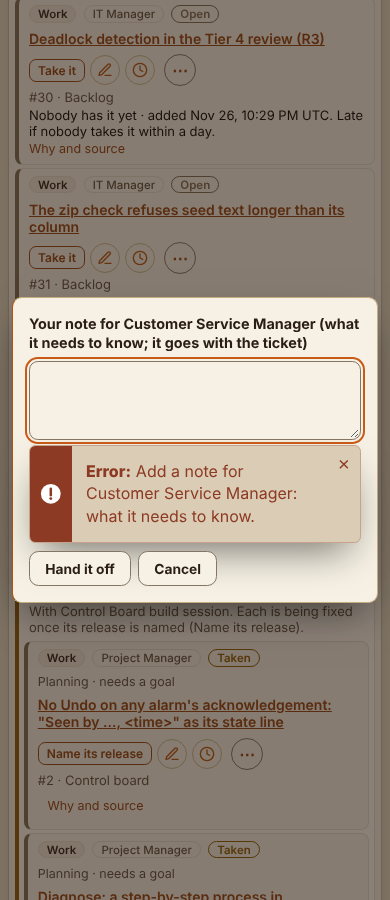 Work IT Manager Open
Deadlock detection in the Tier 4 review (R3)
Take it
#30 · Backlog
Nobody has it yet · added Nov 26, 10:29 PM UTC. Late
if nobody takes it within a day.
Why and source
Work IT Manager Open
The zip check refuses seed text longer than its
column
Take it
#31 · Backlog
Your note for Customer Service Manager (what
it needs to know; it goes with the ticket)
Error: Add a note for
Customer Service Manager:
what it needs to know.
Hand it off Cancel
With Control Board build session. Each is being fixed
once its release is named (Name its release).
Work Project Manager Taken
Planning · needs a goal
No Undo on any alarm's acknowledgement:
"Seen by ..., <time>" as its state line
Name its release
#2 · Control board
Why and source
Work Project Manager Taken
Planning · needs a goal
Diagnose: a step-by-step process in